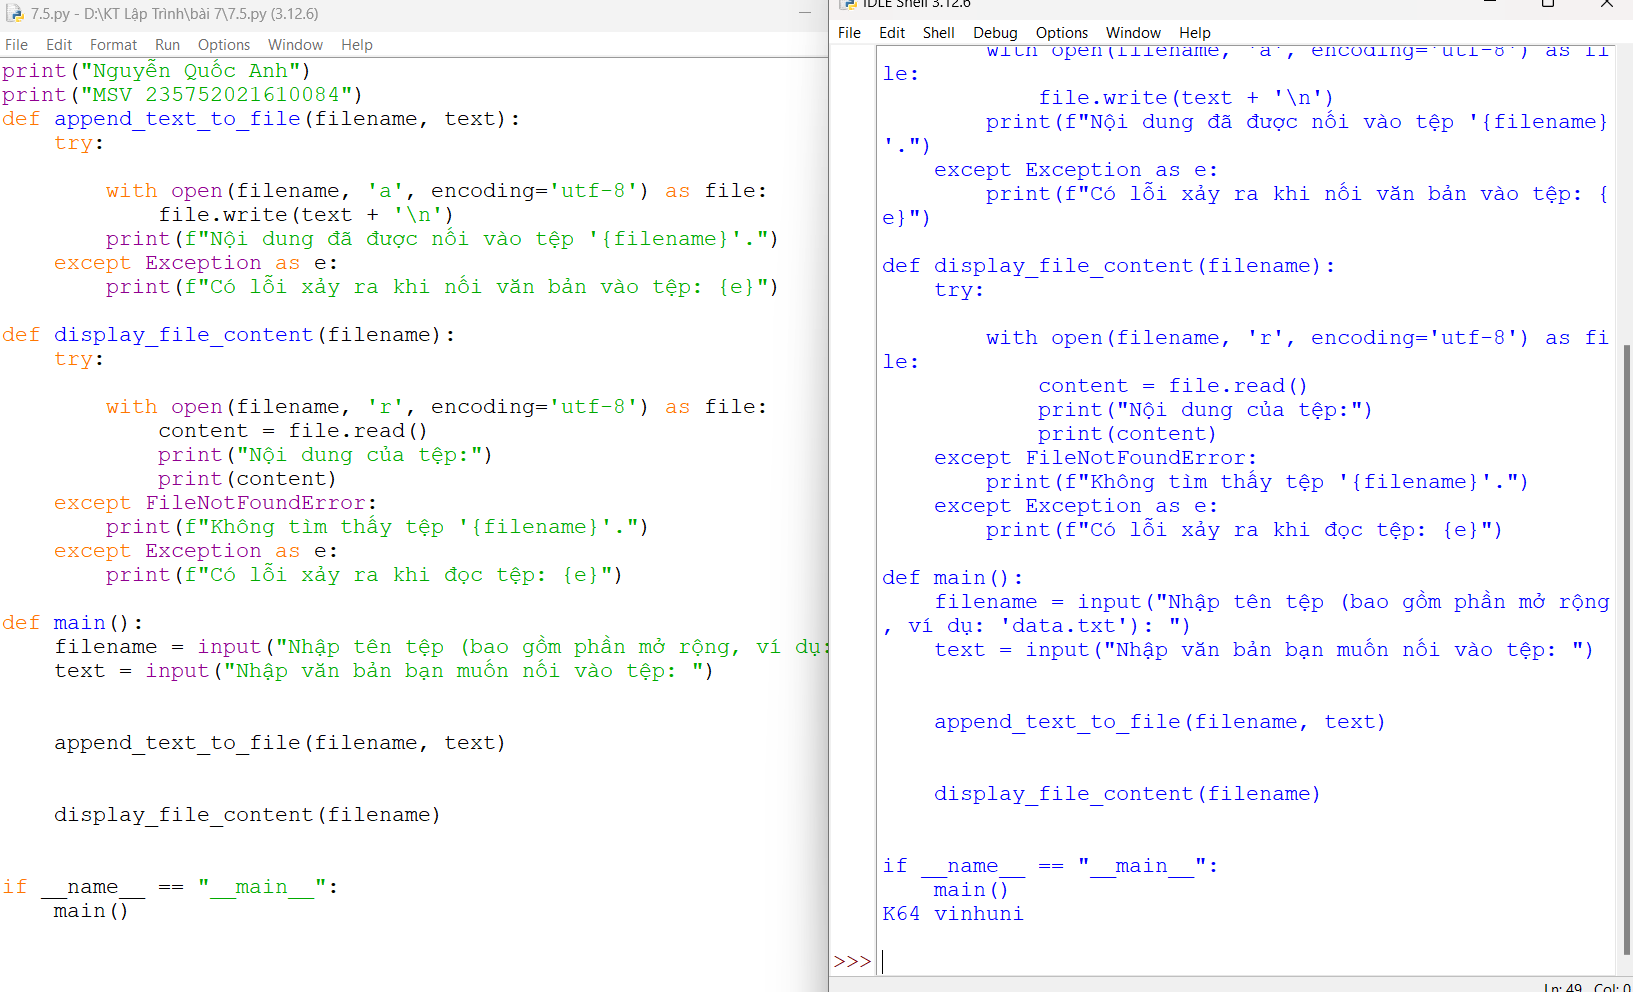 7.5.py - D:\KT Lập Trình\bài 7\7.5.py (3.12.6)
File Edit Format Run Options Window Help
print("Nguyễn Quốc Anh")
print("MSV 235752021610084")
def append_text_to_file(filename, text):
    try:
        with open(filename, 'a', encoding='utf-8') as file:
            file.write(text + '\n')
        print(f"Nội dung đã được nối vào tệp '{filename}'.")
    except Exception as e:
        print(f"Có lỗi xảy ra khi nối văn bản vào tệp: {e}")
def display_file_content(filename):
    try:
        with open(filename, 'r', encoding='utf-8') as file:
            content = file.read()
            print("Nội dung của tệp:")
            print(content)
    except FileNotFoundError:
        print(f"Không tìm thấy tệp '{filename}'.")
    except Exception as e:
        print(f"Có lỗi xảy ra khi đọc tệp: {e}")
def main():
    filename = input("Nhập tên tệp (bao gồm phần mở rộng, ví dụ:
    text = input("Nhập văn bản bạn muốn nối vào tệp: ")
    append_text_to_file(filename, text)
    display_file_content(filename)
if __name__ == "__main__":
    main()
IDLE Shell 3.12.6
File Edit Shell Debug Options Window Help
        with open(filename, 'a', encoding='utf-8') as fi
le:
            file.write(text + '\n')
        print(f"Nội dung đã được nối vào tệp '{filename}
'.")
    except Exception as e:
        print(f"Có lỗi xảy ra khi nối văn bản vào tệp: {
e}")
def display_file_content(filename):
    try:
        with open(filename, 'r', encoding='utf-8') as fi
le:
            content = file.read()
            print("Nội dung của tệp:")
            print(content)
    except FileNotFoundError:
        print(f"Không tìm thấy tệp '{filename}'.")
    except Exception as e:
        print(f"Có lỗi xảy ra khi đọc tệp: {e}")
def main():
    filename = input("Nhập tên tệp (bao gồm phần mở rộng
, ví dụ: 'data.txt'): ")
    text = input("Nhập văn bản bạn muốn nối vào tệp: ")
    append_text_to_file(filename, text)
    display_file_content(filename)
if __name__ == "__main__":
    main()
K64 vinhuni
>>>
Ln: 49 Col: 0